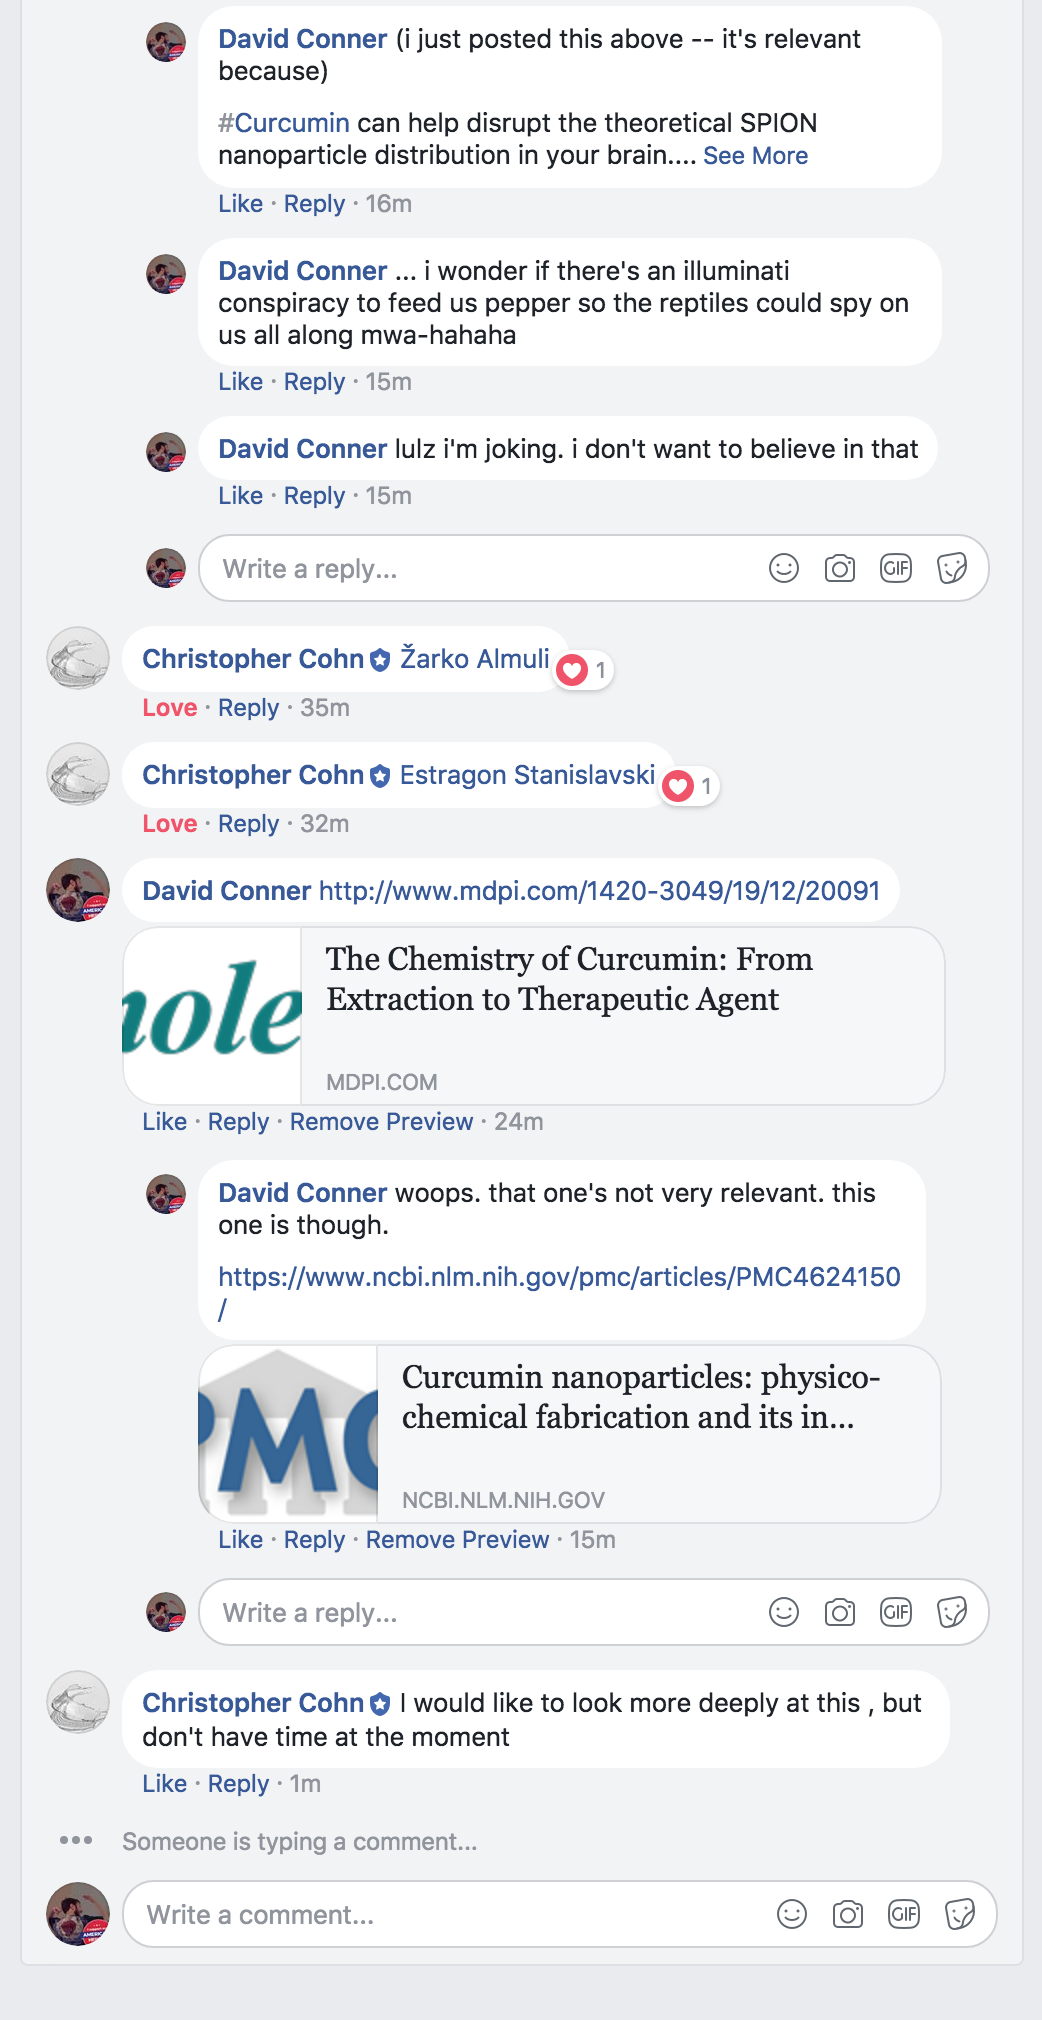 David Conner (i just posted this above -- it's relevant
because)
#Curcumin can help disrupt the theoretical SPION
nanoparticle distribution in your brain.... See More
Like · Reply · 16m
David Conner ... i wonder if there's an illuminati
conspiracy to feed us pepper so the reptiles could spy on
us all along mwa-hahaha
Like · Reply · 15m
David Conner lulz i'm joking. i don't want to believe in that
Like · Reply · 15m
Write a reply...
GIF
Christopher Cohn Žarko Almuli
1
Love · Reply · 35m
Christopher Cohn Estragon Stanislavski
1
Love · Reply · 32m
David Conner http://www.mdpi.com/1420-3049/19/12/20091
The Chemistry of Curcumin: From
Extraction to Therapeutic Agent
nole
MDPI.COM
Like · Reply · Remove Preview · 24m
David Conner woops. that one's not very relevant. this
one is though.
https://www.ncbi.nlm.nih.gov/pmc/articles/PMC4624150
/
Curcumin nanoparticles: physico-
chemical fabrication and its in...
PMC
NCBI.NLM.NIH.GOV
Like · Reply · Remove Preview · 15m
Write a reply...
GIF
Christopher Cohn I would like to look more deeply at this , but
don't have time at the moment
Like · Reply · 1m
Someone is typing a comment...
Write a comment...
GIF